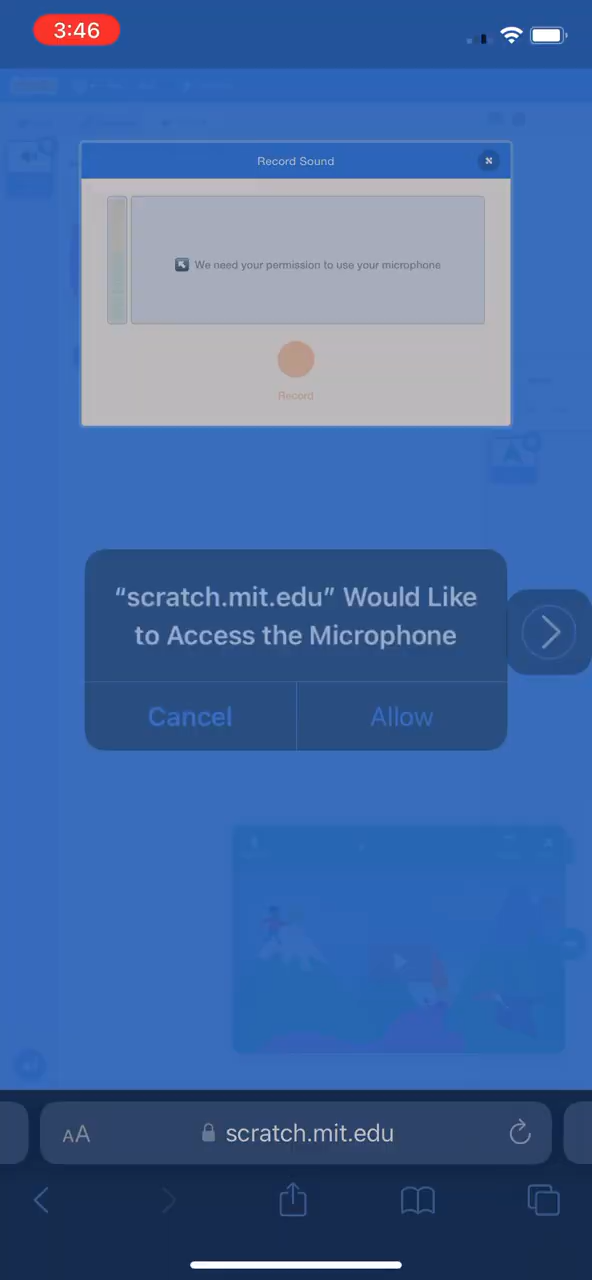 3:46
Record Sound
We need your permission to use your microphone
Record
“scratch.mit.edu” Would Like
to Access the Microphone
Cancel
Allow
AA
scratch.mit.edu